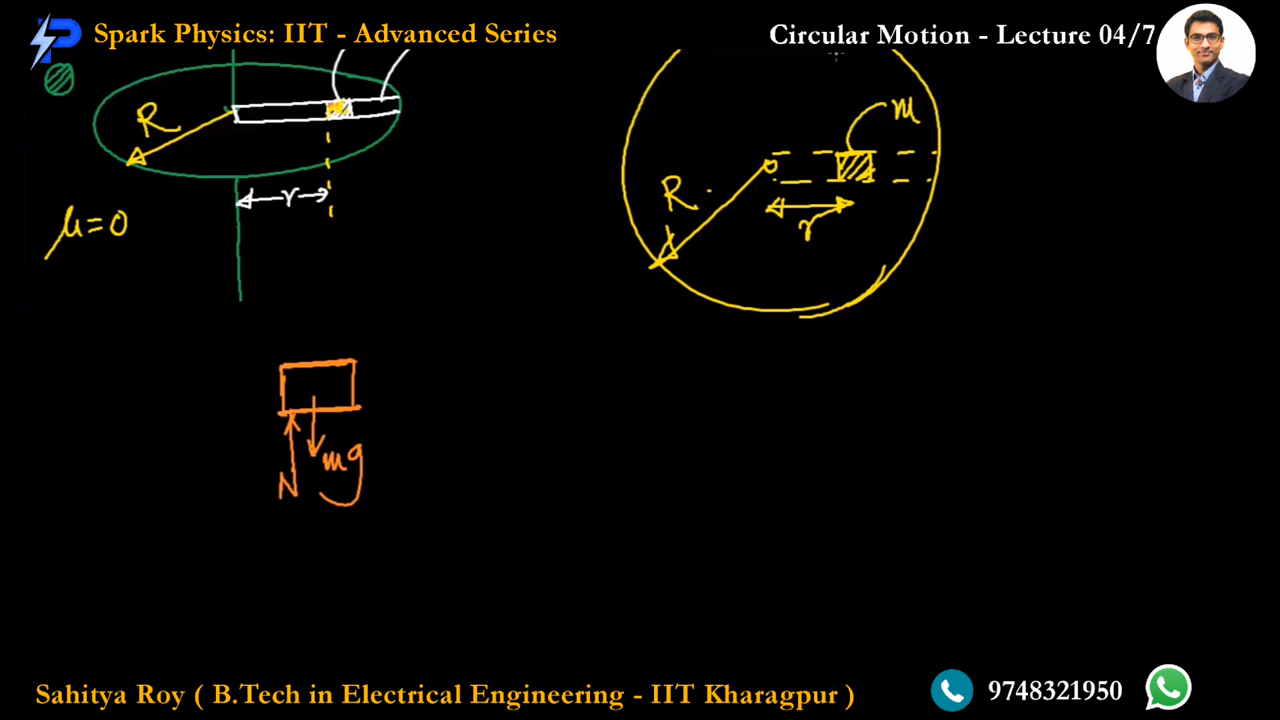 Spark Physics: IIT - Advanced Series
Circular Motion - Lecture 04/7
R
r
μ=0
m
R
r
mg
N
Sahitya Roy ( B.Tech in Electrical Engineering - IIT Kharagpur )
9748321950